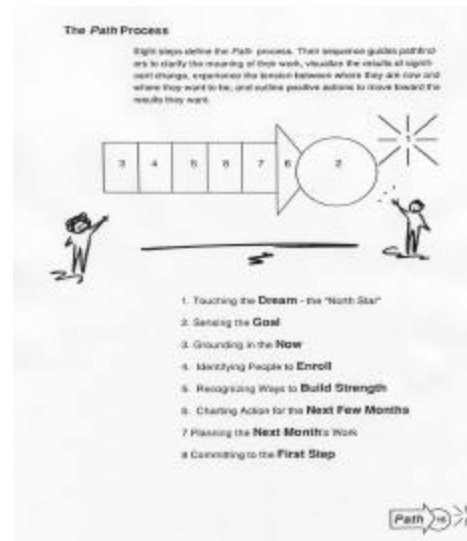 The Path Process
Eight steps define the Path process. Their sequence guides pathfind-
ers to clarify the meaning of their work, visualize the results of signifi-
cant change, experience the tension between where they are now and
where they want to be, and outline positive actions to move toward the
results they want.
1
3 4 5 8 7 6 2
1. Touching the Dream - the "North Star"
2. Sensing the Goal
3. Grounding in the Now
4. Identifying People to Enroll
5. Recognizing Ways to Build Strength
6. Charting Action for the Next Few Months
7 Planning the Next Month's Work
8 Committing to the First Step
Path